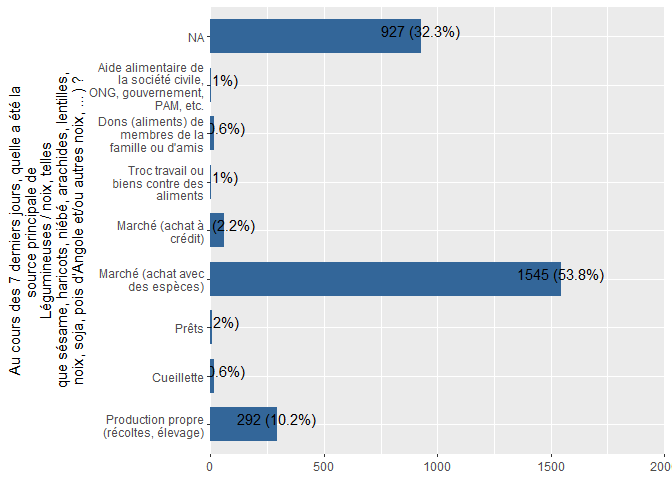 Au cours des 7 derniers jours, quelle a été la
source principale de
Légumineuses / noix, telles
que sésame, haricots, niébé, arachides, lentilles,
noix, soja, pois d'Angole et/ou autres noix, ...) ?
NA
927 (32.3%)
Aide alimentaire de
la société civile,
ONG, gouvernement,
PAM, etc.
1%)
Dons (aliments) de
membres de la
famille ou d'amis
0.6%)
Troc travail ou
biens contre des
aliments
1%)
Marché (achat à
crédit)
(2.2%)
Marché (achat avec
des espèces)
1545 (53.8%)
Prêts
2%)
Cueillette
0.6%)
Production propre
(récoltes, élevage)
292 (10.2%)
0
500
1000
1500
200